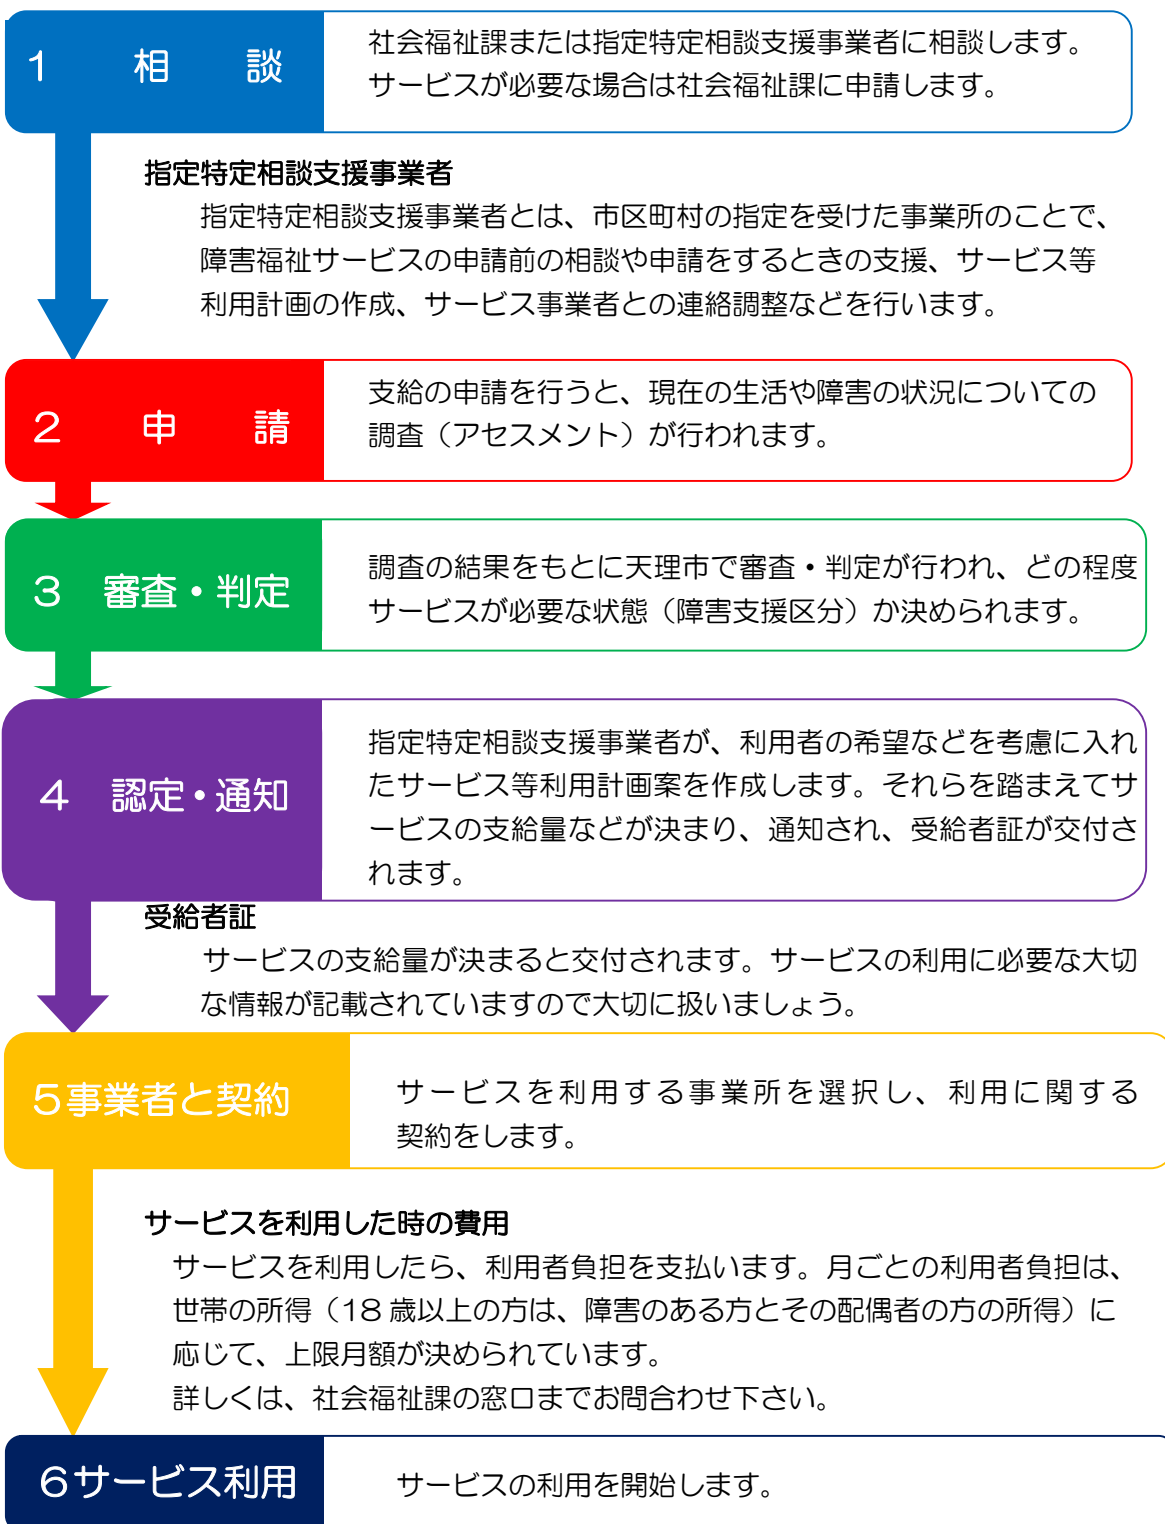 1　相　談
社会福祉課または指定特定相談支援事業者に相談します。
サービスが必要な場合は社会福祉課に申請します。
指定特定相談支援事業者
指定特定相談支援事業者とは、市区町村の指定を受けた事業所のことで、
障害福祉サービスの申請前の相談や申請をするときの支援、サービス等
利用計画の作成、サービス事業者との連絡調整などを行います。
2　申　請
支給の申請を行うと、現在の生活や障害の状況についての
調査（アセスメント）が行われます。
3　審査・判定
調査の結果をもとに天理市で審査・判定が行われ、どの程度
サービスが必要な状態（障害支援区分）か決められます。
4　認定・通知
指定特定相談支援事業者が、利用者の希望などを考慮に入れ
たサービス等利用計画案を作成します。それらを踏まえてサ
ービスの支給量などが決まり、通知され、受給者証が交付さ
れます。
受給者証
サービスの支給量が決まると交付されます。サービスの利用に必要な大切
な情報が記載されていますので大切に扱いましょう。
5事業者と契約
サービスを利用する事業所を選択し、利用に関する
契約をします。
サービスを利用した時の費用
サービスを利用したら、利用者負担を支払います。月ごとの利用者負担は、
世帯の所得（18 歳以上の方は、障害のある方とその配偶者の方の所得）に
応じて、上限月額が決められています。
詳しくは、社会福祉課の窓口までお問合わせ下さい。
6サービス利用
サービスの利用を開始します。